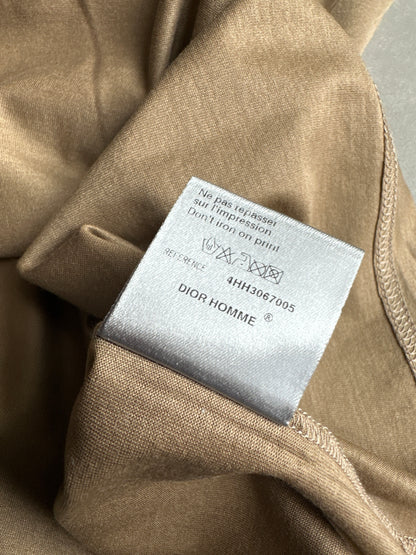 Ne pas repasser
sur l'impression
Don't iron on print
REFERENCE 4HH3067005
DIOR HOMME ®